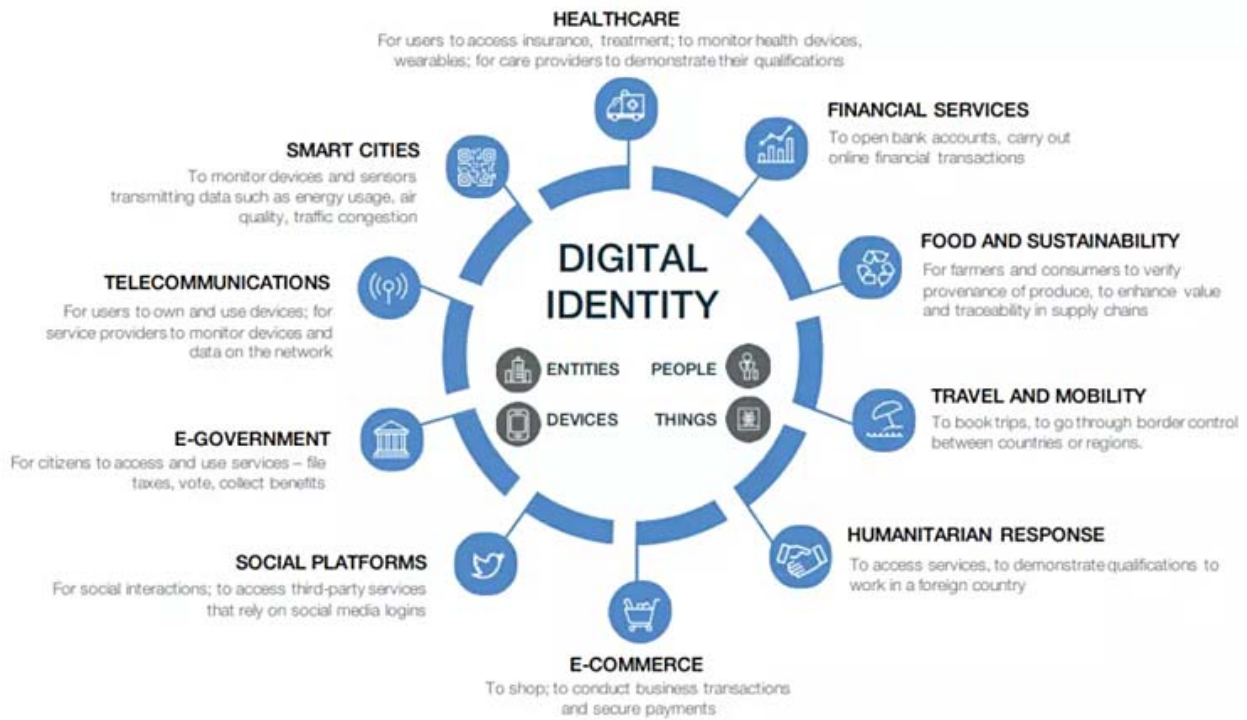 HEALTHCARE
For users to access insurance, treatment; to monitor health devices,
wearables; for care providers to demonstrate their qualifications
FINANCIAL SERVICES
To open bank accounts, carry out
online financial transactions
FOOD AND SUSTAINABILITY
For farmers and consumers to verify
provenance of produce, to enhance value
and traceability in supply chains
TRAVEL AND MOBILITY
To book trips, to go through border control
between countries or regions.
HUMANITARIAN RESPONSE
To access services, to demonstrate qualifications to
work in a foreign country
E-COMMERCE
To shop; to conduct business transactions
and secure payments
SOCIAL PLATFORMS
For social interactions; to access third-party services
that rely on social media logins
E-GOVERNMENT
For citizens to access and use services – file
taxes, vote, collect benefits
TELECOMMUNICATIONS
For users to own and use devices; for
service providers to monitor devices and
data on the network
SMART CITIES
To monitor devices and sensors
transmitting data such as energy usage, air
quality, traffic congestion
DIGITAL
IDENTITY
ENTITIES
PEOPLE
DEVICES
THINGS